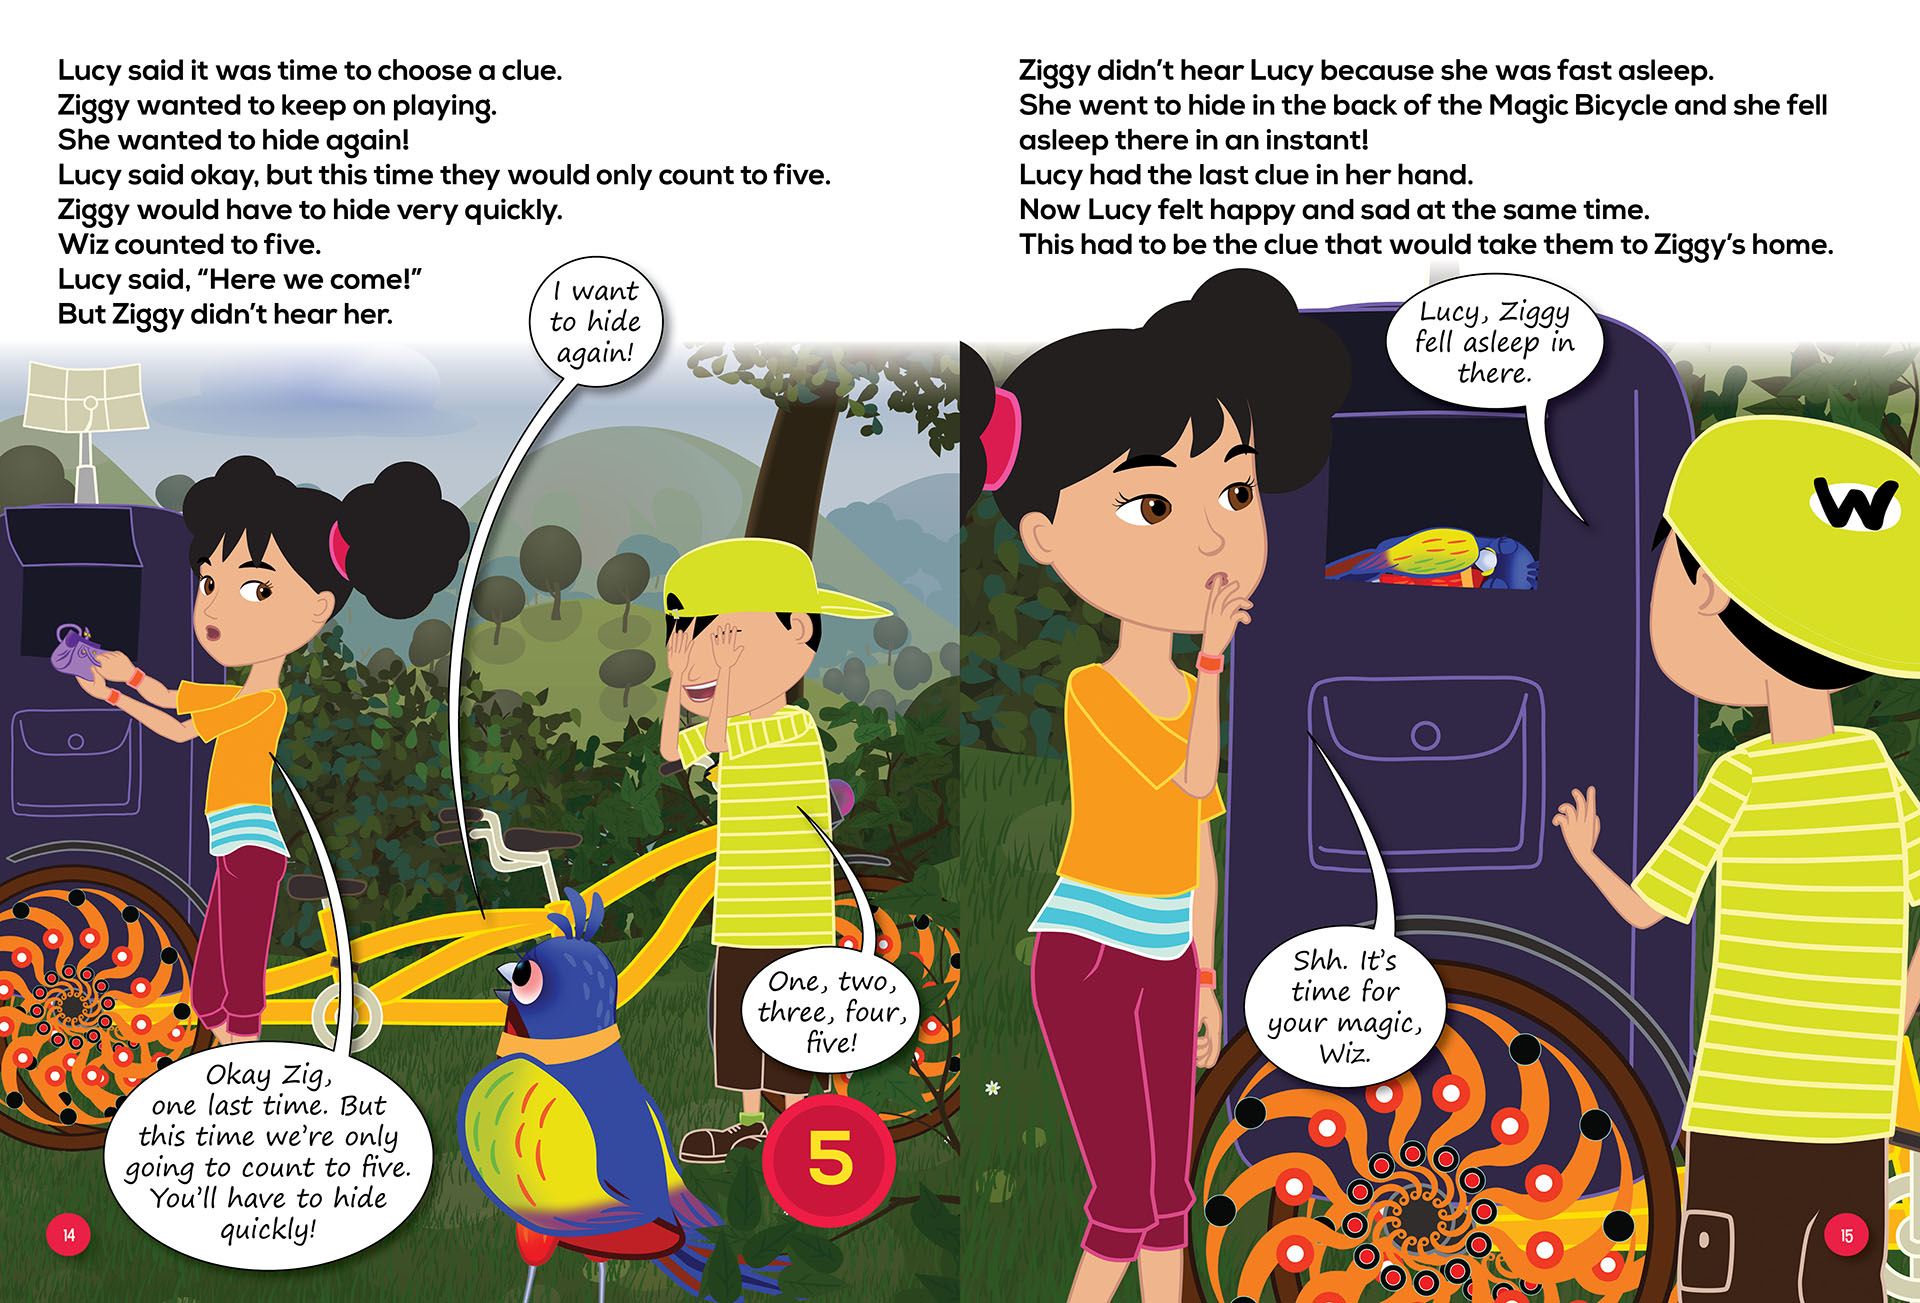 Lucy said it was time to choose a clue.
Ziggy wanted to keep on playing.
She wanted to hide again!
Lucy said okay, but this time they would only count to five.
Ziggy would have to hide very quickly.
Wiz counted to five.
Lucy said, “Here we come!”
But Ziggy didn’t hear her.
I want
to hide
again!
One, two,
three, four,
five!
Okay Zig,
one last time. But
this time we’re only
going to count to five.
You’ll have to hide
quickly!
5
14
Ziggy didn’t hear Lucy because she was fast asleep.
She went to hide in the back of the Magic Bicycle and she fell
asleep there in an instant!
Lucy had the last clue in her hand.
Now Lucy felt happy and sad at the same time.
This had to be the clue that would take them to Ziggy’s home.
Lucy, Ziggy
fell asleep in
there.
W
Shh. It’s
time for
your magic,
Wiz.
15